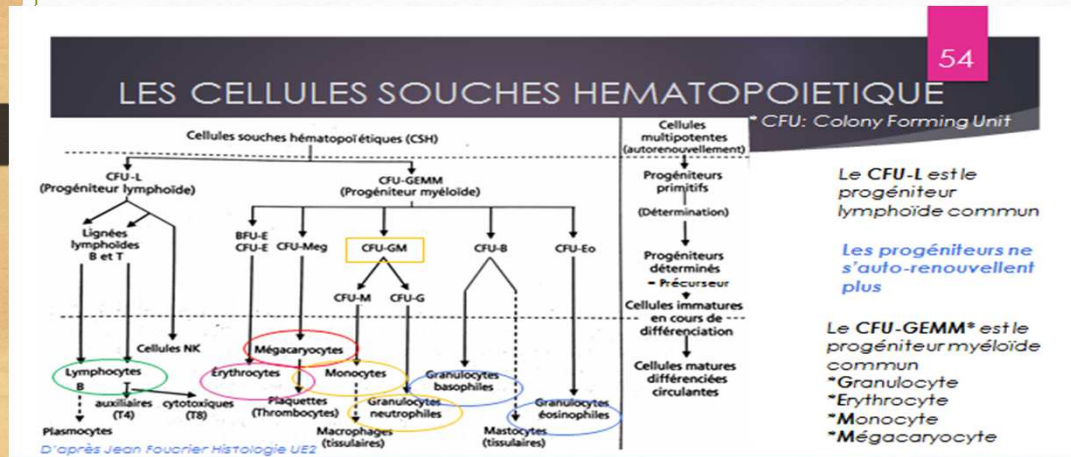 54
LES CELLULES SOUCHES HEMATOPOIETIQUE
* CFU: Colony Forming Unit
Cellules souches hématopoïétiques (CSH)
CFU-L
(Progéniteur lymphoïde)
CFU-GEMM
(Progéniteur myéloïde)
Lignées
lymphoïdes
B et T
BFU-E
CFU-E
CFU-Meg
CFU-GM
CFU-B
CFU-Eo
CFU-M
CFU-G
Cellules NK
Mégacaryocytes
Lymphocytes
B
T
Érythrocytes
Monocytes
Granulocytes
basophiles
auxiliaires
(T4)
cytotoxiques
(T8)
Plaquettes
(Thrombocytes)
Granulocytes
neutrophiles
Granulocytes
éosinophiles
Plasmocytes
Macrophages
(tissulaires)
Mastocytes
(tissulaires)
D'après Jean Foucrier Histologie UE2
Cellules
multipotentes
(autorenouvellement)
Progéniteurs
primitifs
(Détermination)
Progéniteurs
déterminés
= Précurseur
Cellules immatures
en cours de
différenciation
Cellules matures
différenciées
circulantes
Le CFU-L est le
progéniteur
lymphoïde commun
Les progéniteurs ne
s'auto-renouvellent
plus
Le CFU-GEMM* est le
progéniteur myéloïde
commun
*Granulocyte
*Erythrocyte
*Monocyte
*Mégacaryocyte